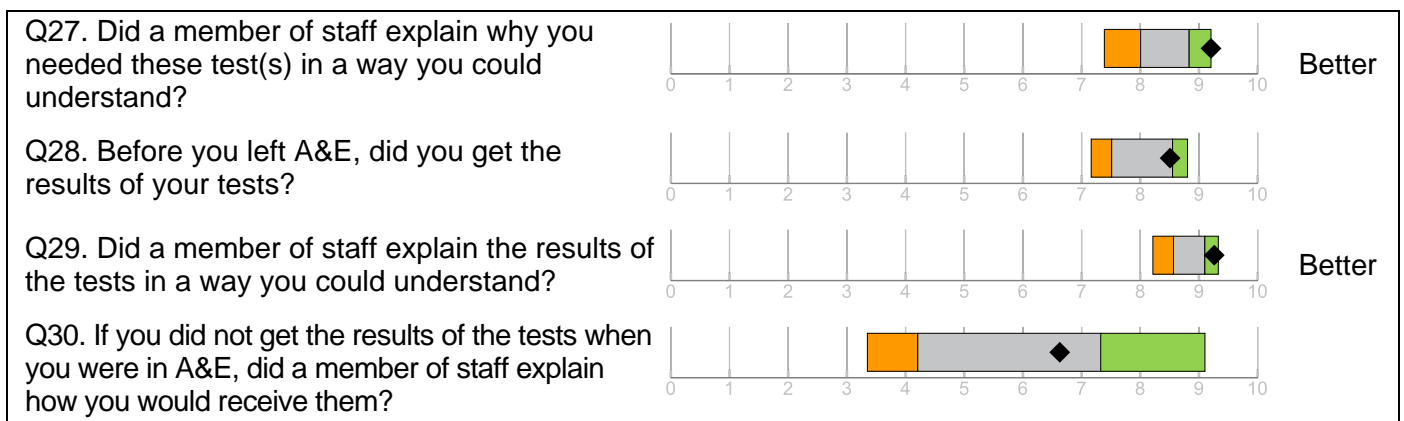 Q27. Did a member of staff explain why you
needed these test(s) in a way you could
understand?
0 1 2 3 4 5 6 7 8 9 10
Better
Q28. Before you left A&E, did you get the
results of your tests?
0 1 2 3 4 5 6 7 8 9 10
Q29. Did a member of staff explain the results of
the tests in a way you could understand?
0 1 2 3 4 5 6 7 8 9 10
Better
Q30. If you did not get the results of the tests when
you were in A&E, did a member of staff explain
how you would receive them?
0 1 2 3 4 5 6 7 8 9 10